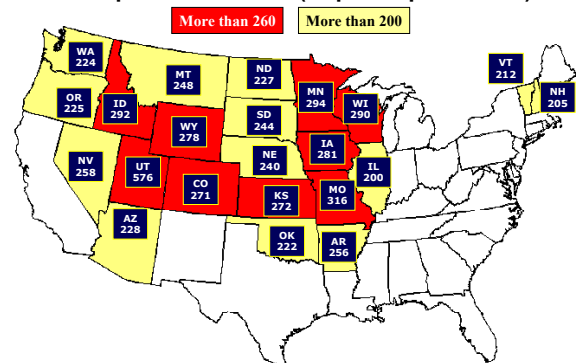 More than 260
More than 200
WA
224
MT
248
ND
227
MN
294
VT
212
OR
225
ID
292
WY
278
SD
244
WI
290
NH
205
NV
258
UT
576
CO
271
NE
240
IA
281
IL
200
KS
272
MO
316
AZ
228
OK
222
AR
256